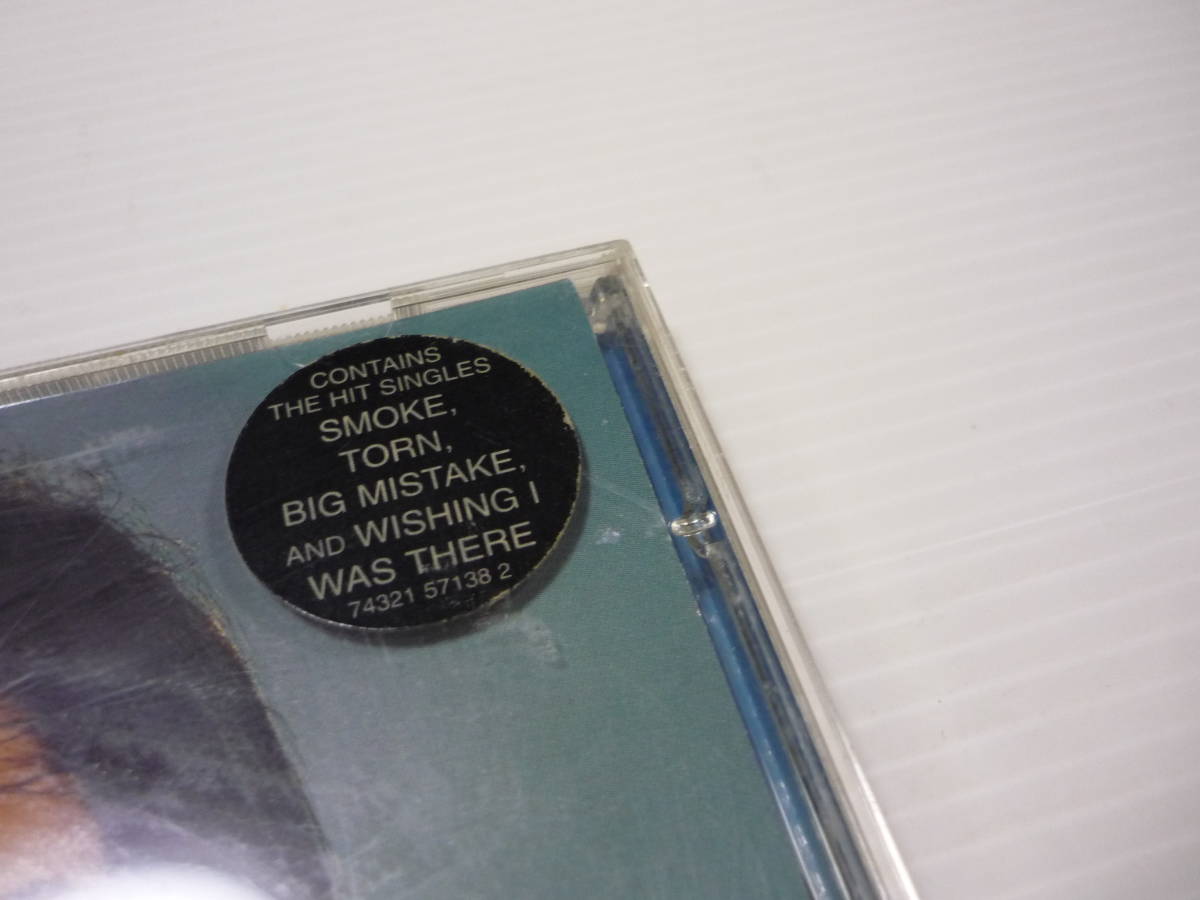 CONTAINS
THE HIT SINGLES
SMOKE,
TORN,
BIG MISTAKE,
AND WISHING I
WAS THERE
74321 57138 2